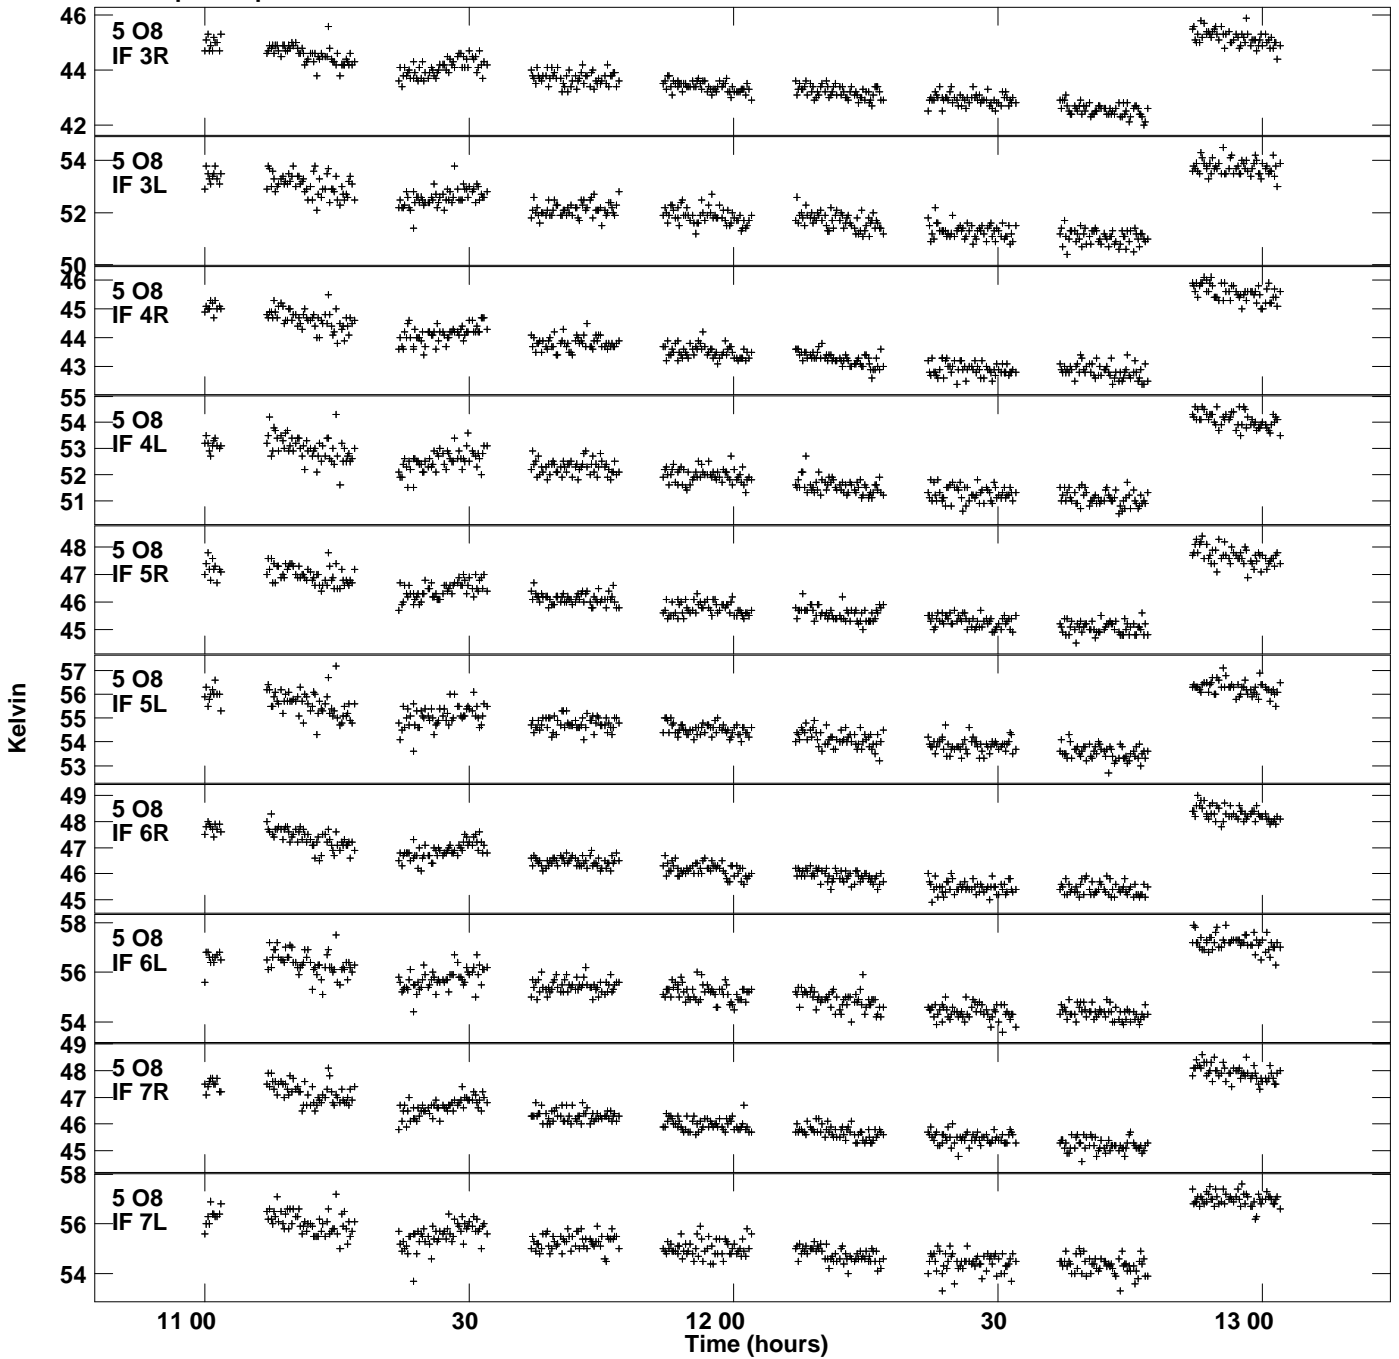 46
44
42
5 O8
IF 3R
54
52
50
5 O8
IF 3L
46
45
44
43
5 O8
IF 4R
55
54
53
52
51
5 O8
IF 4L
48
47
46
45
5 O8
IF 5R
57
56
55
54
53
5 O8
IF 5L
49
48
47
46
45
5 O8
IF 6R
58
56
54
5 O8
IF 6L
49
48
47
46
45
5 O8
IF 7R
58
56
54
5 O8
IF 7L
Kelvin
11 00
30
12 00
30
13 00
Time (hours)